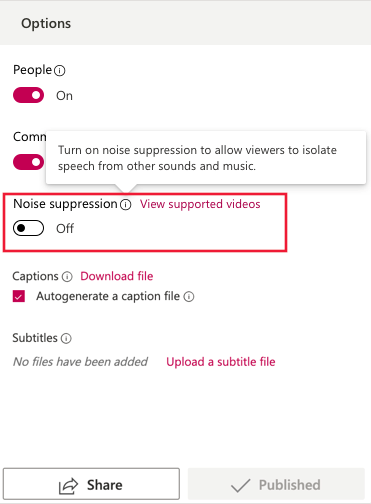 Options
People
On
Comm
Turn on noise suppression to allow viewers to isolate
speech from other sounds and music.
Noise suppression View supported videos
Off
Captions Download file
Autogenerate a caption file
Subtitles
No files have been added Upload a subtitle file
Share Published